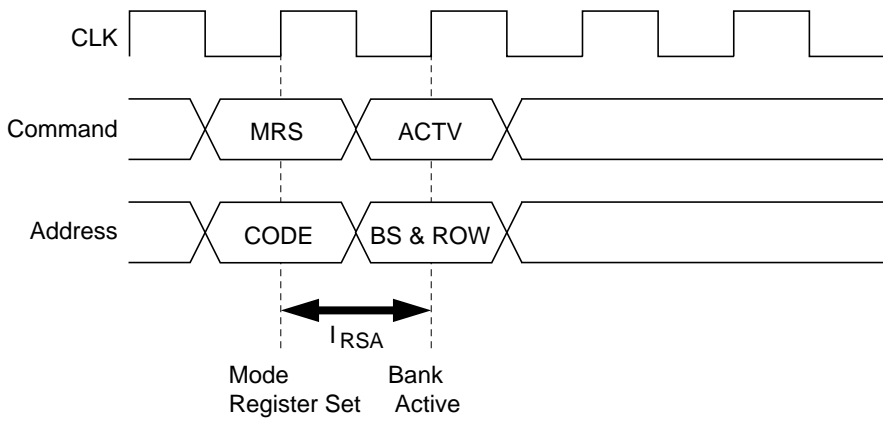 CLK
Command MRS ACTV
Address CODE BS & ROW
I RSA
Mode Bank
Register Set Active